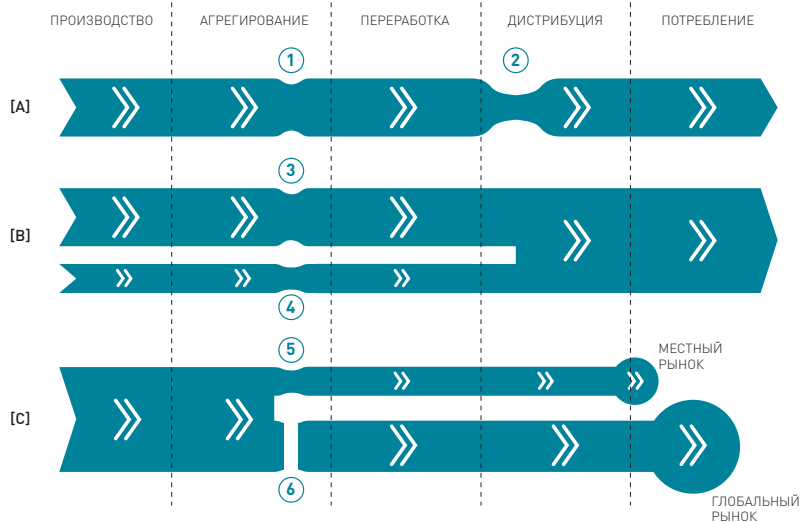 ПРОИЗВОДСТВО АГРЕГИРОВАНИЕ ПЕРЕРАБОТКА ДИСТРИБУЦИЯ ПОТРЕБЛЕНИЕ
1 2
[A]
3
[B]
4
5
МЕСТНЫЙ
РЫНОК
[C]
6
ГЛОБАЛЬНЫЙ
РЫНОК